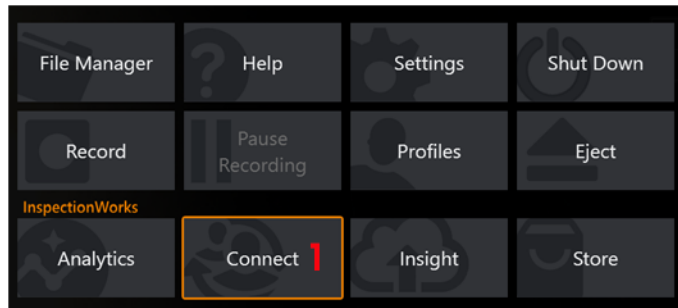 File Manager
Help
Settings
Shut Down
Record
Pause
Recording
Profiles
Eject
InspectionWorks
Analytics
Connect 1
Insight
Store